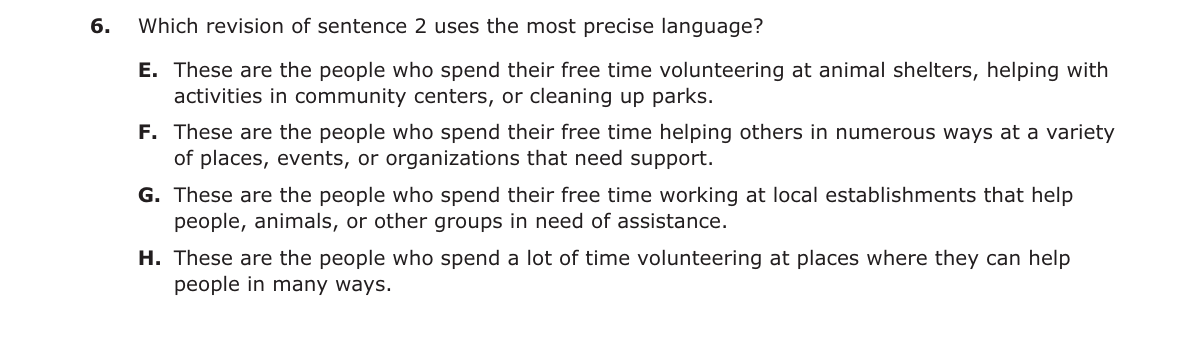 6. Which revision of sentence 2 uses the most precise language?
E. These are the people who spend their free time volunteering at animal shelters, helping with
activities in community centers, or cleaning up parks.
F. These are the people who spend their free time helping others in numerous ways at a variety
of places, events, or organizations that need support.
G. These are the people who spend their free time working at local establishments that help
people, animals, or other groups in need of assistance.
H. These are the people who spend a lot of time volunteering at places where they can help
people in many ways.